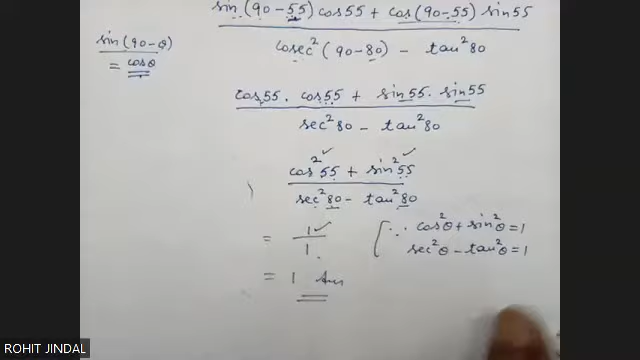 sin(90-55)cos55 + cos(90-55)sin55
cosec²(90-80) - tan²80
sin(90-θ)
= cosθ
cos55. cos55 + sin55. sin55
sec²80 - tan²80
cos²55 + sin²55
sec²80 - tan²80
= 1/1
[∵ cos²θ + sin²θ = 1
sec²θ - tan²θ = 1
= 1 Ans
ROHIT JINDAL